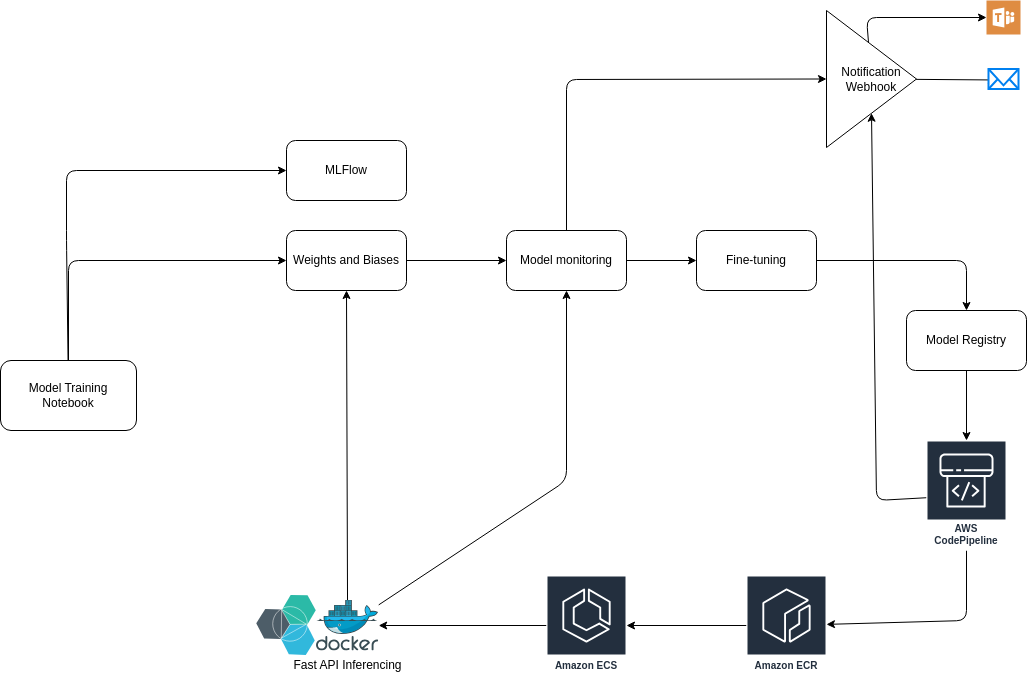 Notification
Webhook
MLFlow
Weights and Biases
Model monitoring
Fine-tuning
Model Registry
Model Training
Notebook
AWS
CodePipeline
docker
Fast API Inferencing
Amazon ECS
Amazon ECR
T